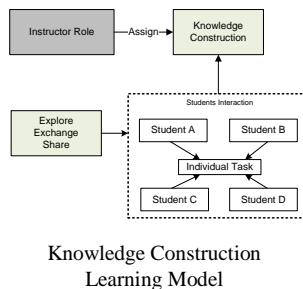 Instructor Role
Assign
Knowledge
Construction
Students Interaction
Explore
Exchange
Share
Student A
Student B
Individual Task
Student C
Student D
Knowledge Construction
Learning Model